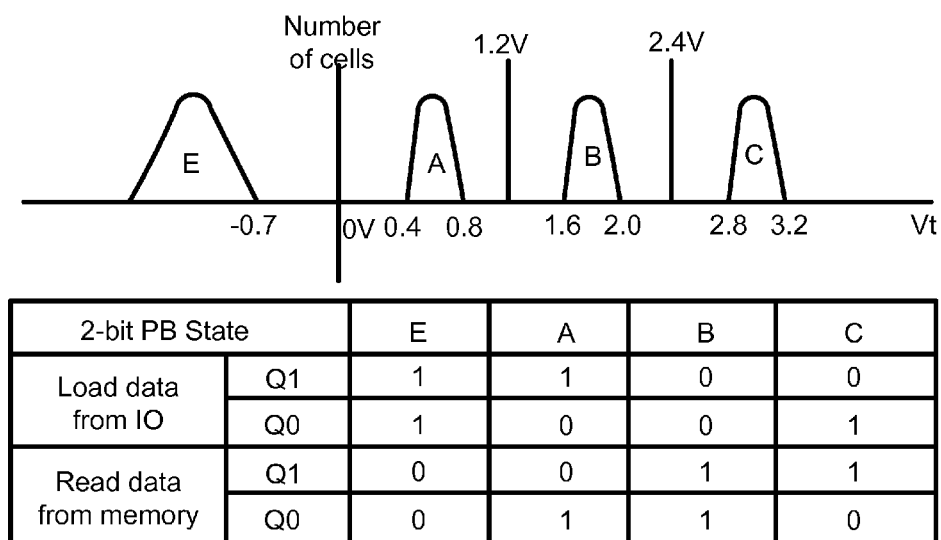 Number
of cells
1.2V
2.4V
E
A
B
C
-0.7
0V
0.4
0.8
1.6
2.0
2.8
3.2
Vt
2-bit PB State E A B C
Load data from IO Q1 1 1 0 0
Q0 1 0 0 1
Read data from memory Q1 0 0 1 1
Q0 0 1 1 0